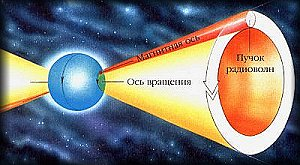 Магнитная ось
Ось вращения
Пучок
радиоволн